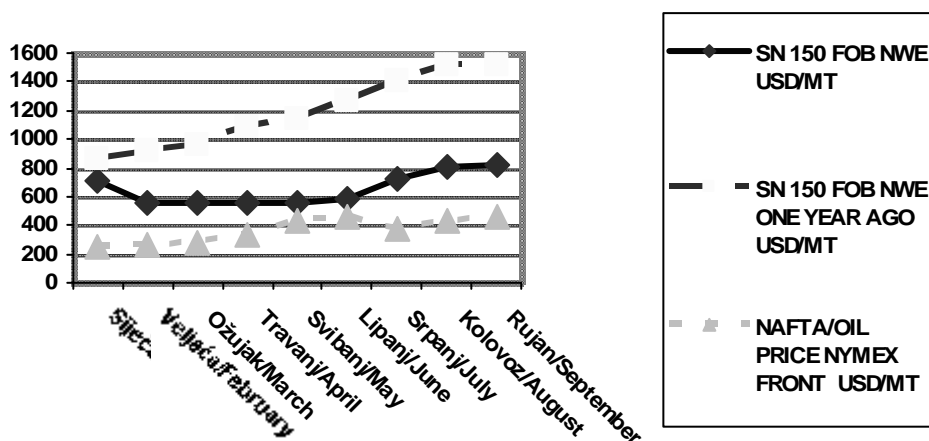 1600
1400
1200
1000
800
600
400
200
0
Veljača/February
Ožujak/March
Travanj/April
Svibanj/May
Lipanj/June
Srpanj/July
Kolovoz/August
Rujan/September
SN 150 FOB NWE
USD/MT
SN 150 FOB NWE
ONE YEAR AGO
USD/MT
NAFTA/OIL
PRICE NYMEX
FRONT USD/MT